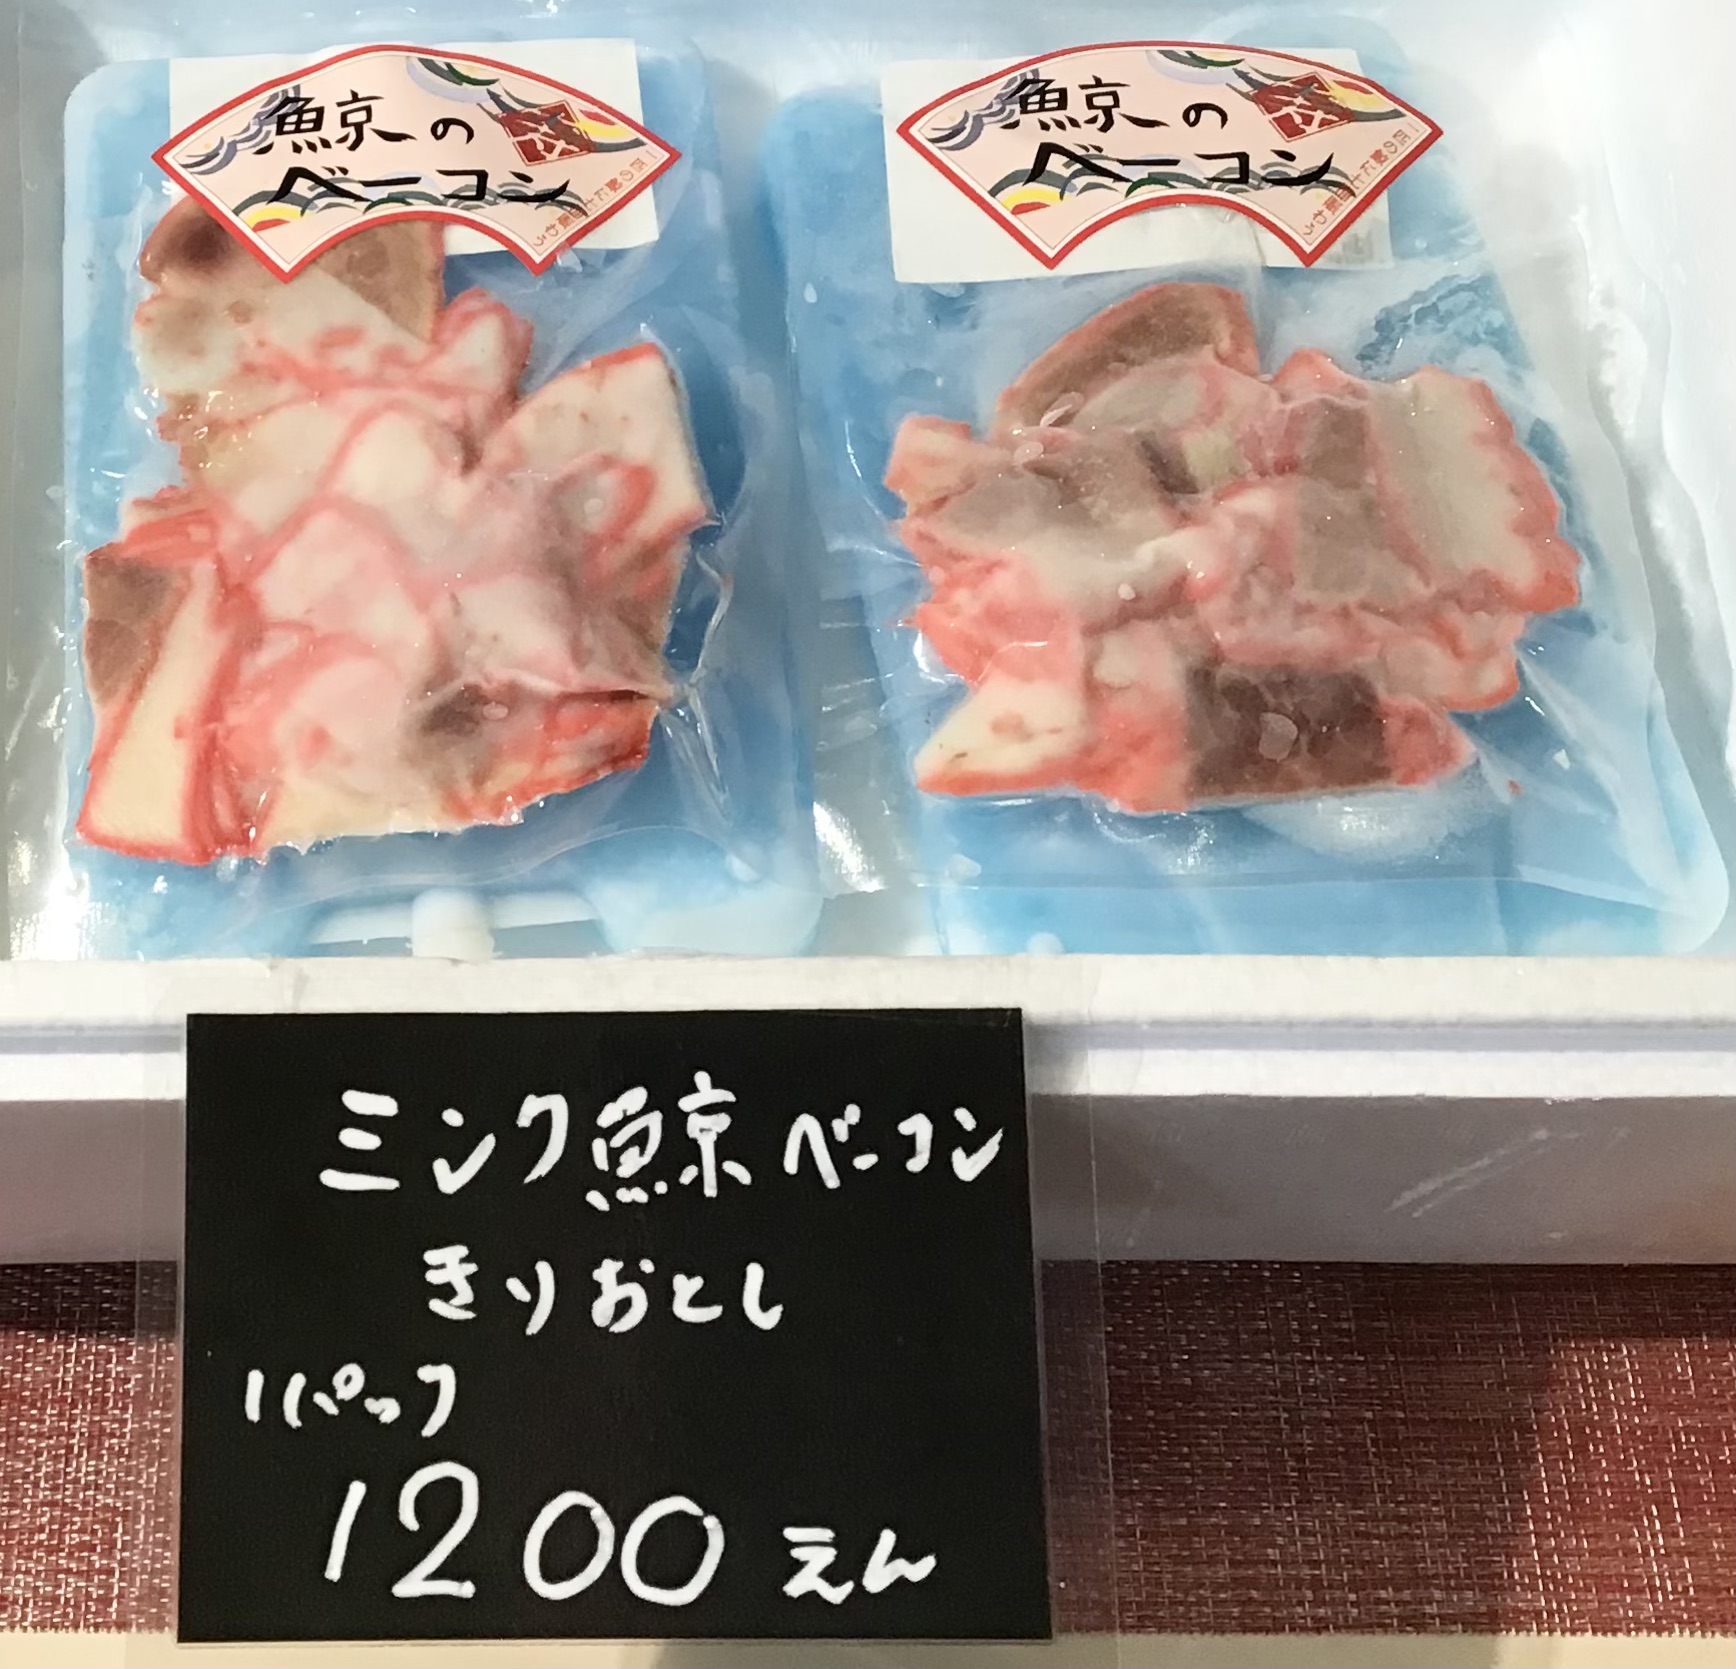 鯨の
ベーコン
鯨の
ベーコン
ミンク鯨ベーコン
きりおとし
1パック
1200えん